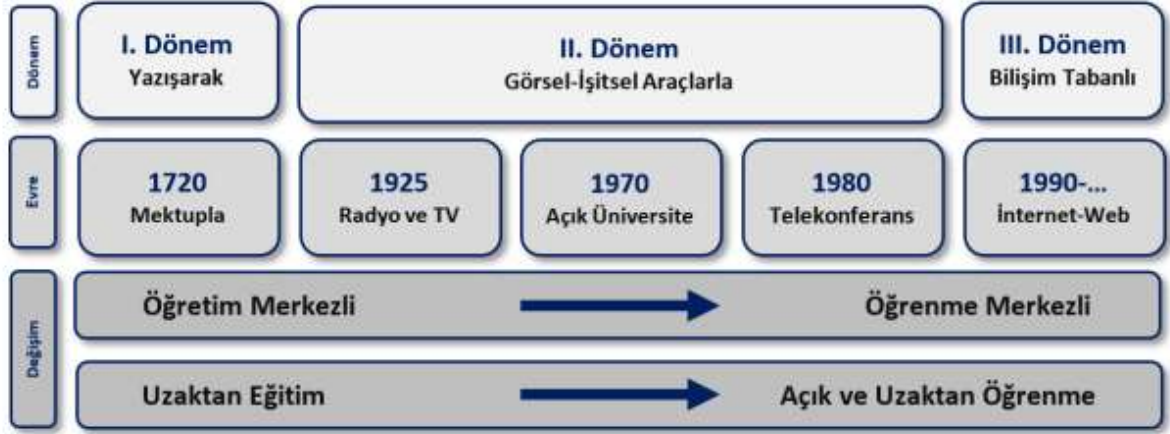 Dönem
I. Dönem
Yazışarak
II. Dönem
Görsel-İşitsel Araçlarla
III. Dönem
Bilişim Tabanlı
Evre
1720
Mektupla
1925
Radyo ve TV
1970
Açık Üniversite
1980
Telekonferans
1990-...
İnternet-Web
Değişim
Öğretim Merkezli
Öğrenme Merkezli
Uzaktan Eğitim
Açık ve Uzaktan Öğrenme